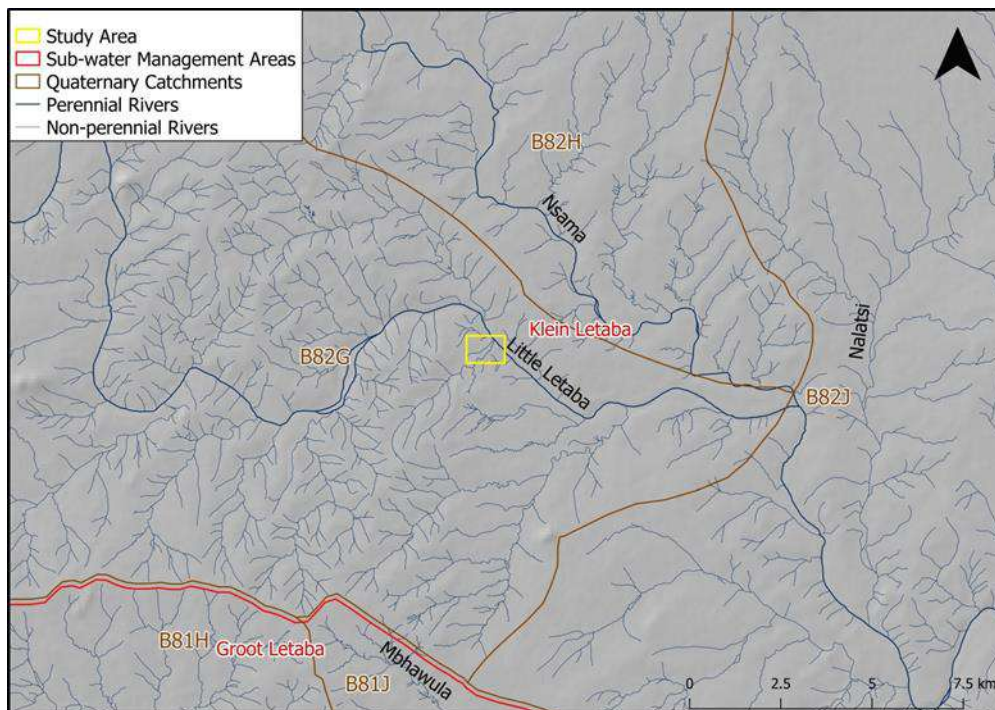 Study Area
Sub-water Management Areas
Quaternary Catchments
Perennial Rivers
Non-perennial Rivers
B82H
Nsama
Klein Letaba
Nalatsi
B82G
Little Letaba
B82J
B81H
Groot Letaba
Mbhawula
B81J
0 2.5 5 7.5 km